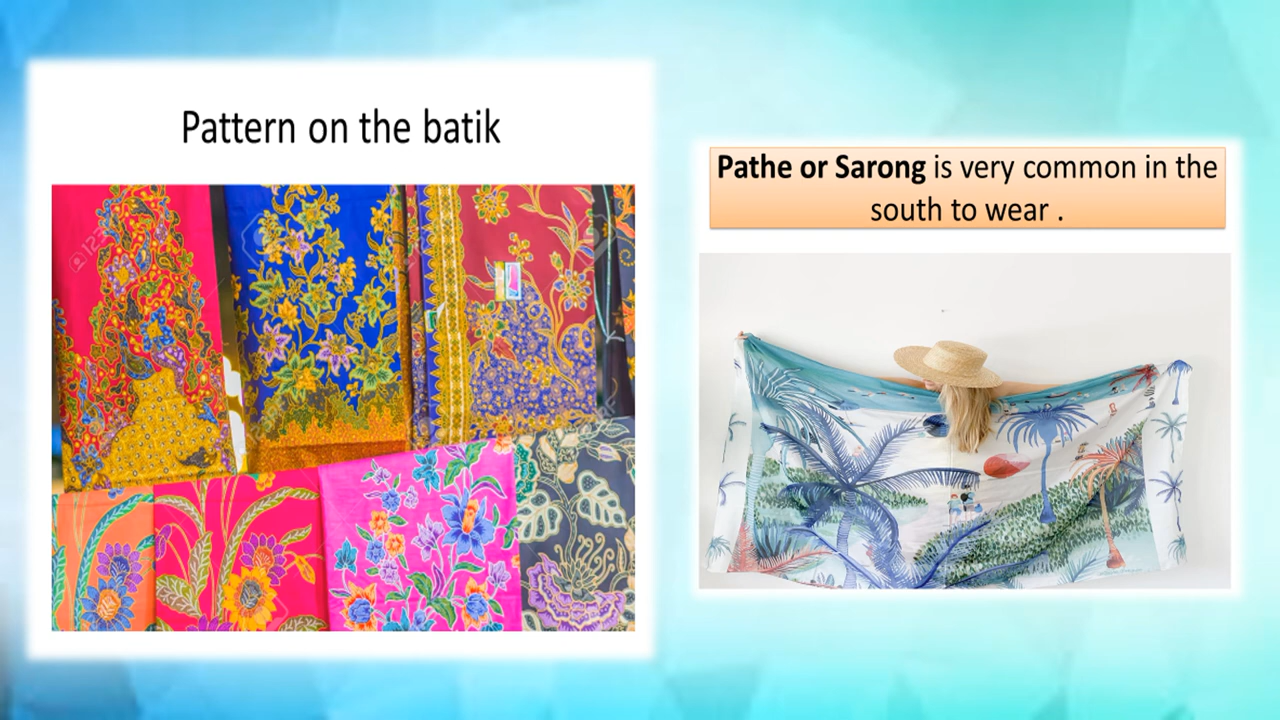 Pattern on the batik
Pathe or Sarong is very common in the
south to wear .